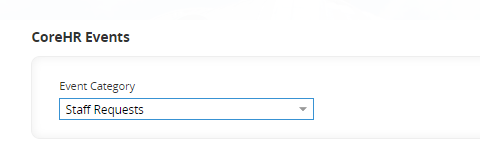 CoreHR Events
Event Category
Staff Requests